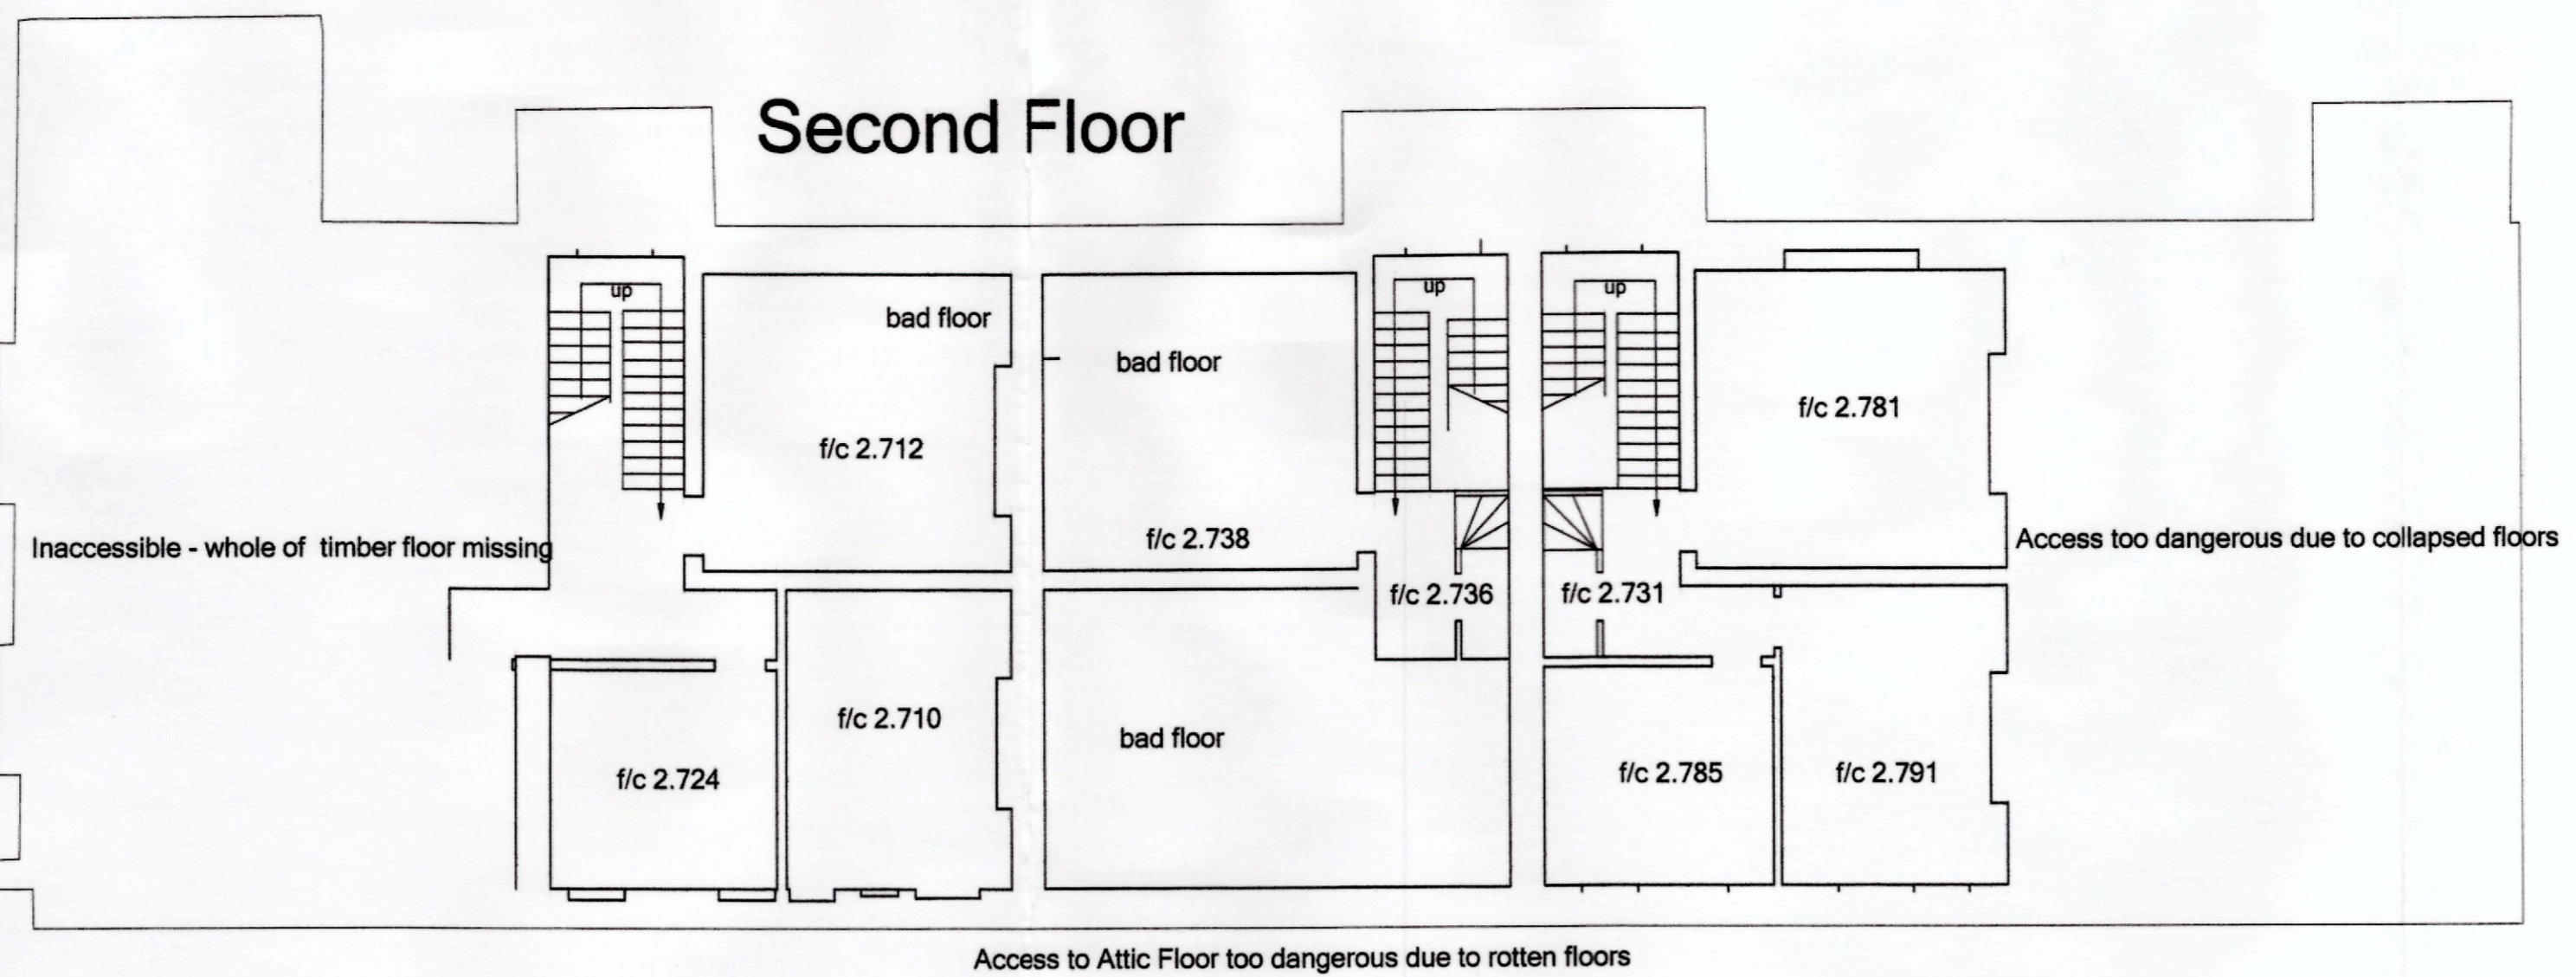 Second Floor
up
up
up
bad floor
bad floor
f/c 2.781
f/c 2.712
f/c 2.738
Inaccessible - whole of timber floor missing
Access too dangerous due to collapsed floors
f/c 2.736
f/c 2.731
f/c 2.710
bad floor
f/c 2.724
f/c 2.785
f/c 2.791
Access to Attic Floor too dangerous due to rotten floors